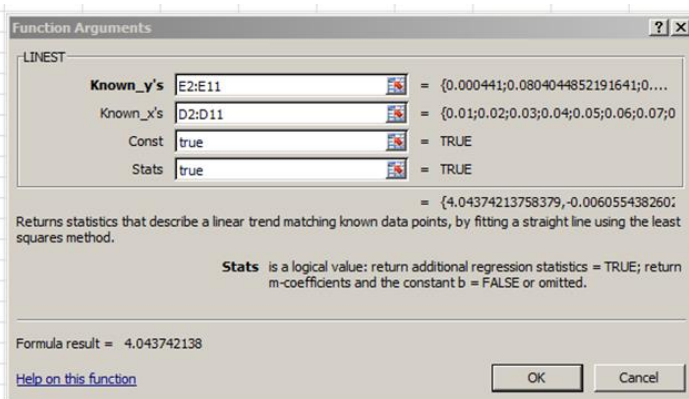 Function Arguments ? X
LINEST
Known_y's E2:E11 = {0.000441;0.0804044852191641;0....
Known_x's D2:D11 = {0.01;0.02;0.03;0.04;0.05;0.06;0.07;0
Const true = TRUE
Stats true = TRUE
= {4.04374213758379,-0.0060554382602
Returns statistics that describe a linear trend matching known data points, by fitting a straight line using the least
squares method.
Stats is a logical value: return additional regression statistics = TRUE; return
m-coefficients and the constant b = FALSE or omitted.
Formula result = 4.043742138
Help on this function OK Cancel